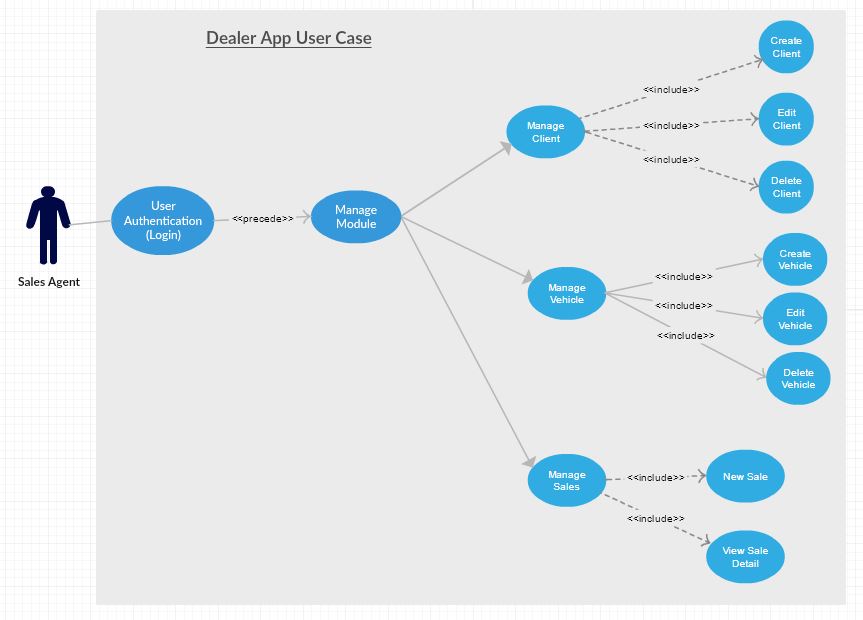 Dealer App User Case
Create
Client
<<include>>
Manage
Client
<<include>>
Edit
Client
<<include>>
Delete
Client
User
Authentication
(Login)
<<precede>>
Manage
Module
Sales Agent
Create
Vehicle
<<include>>
Manage
Vehicle
<<include>>
Edit
Vehicle
<<include>>
Delete
Vehicle
Manage
Sales
<<include>>
New Sale
<<include>>
View Sale
Detail